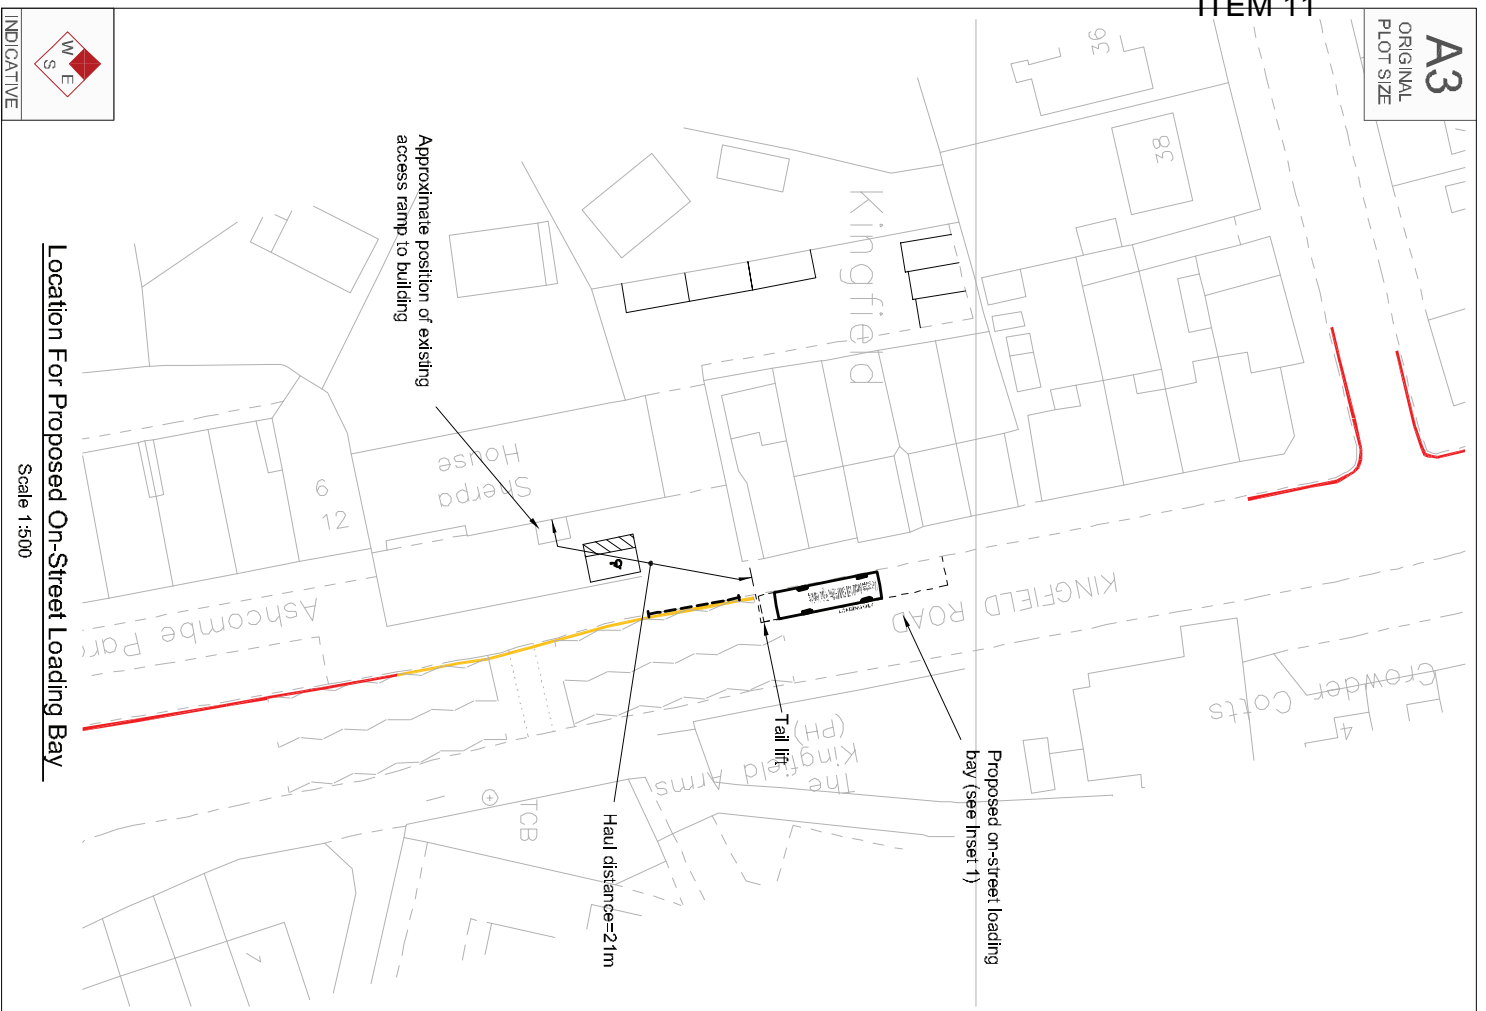 ITEM 11
A3
ORIGINAL
PLOT SIZE
W
E
S
INDICATIVE
36
38
Kingfield
Approximate position of existing
access ramp to building
Sherpa
House
6
12
Ashcombe Parc
KINGFIELD ROAD
Crowder Cotts
4
Proposed on-street loading
bay (see Inset 1)
Tail lift
The
Kingfield Arms
(PH)
TCB
Haul distance=21m
Location For Proposed On-Street Loading Bay
Scale 1:500